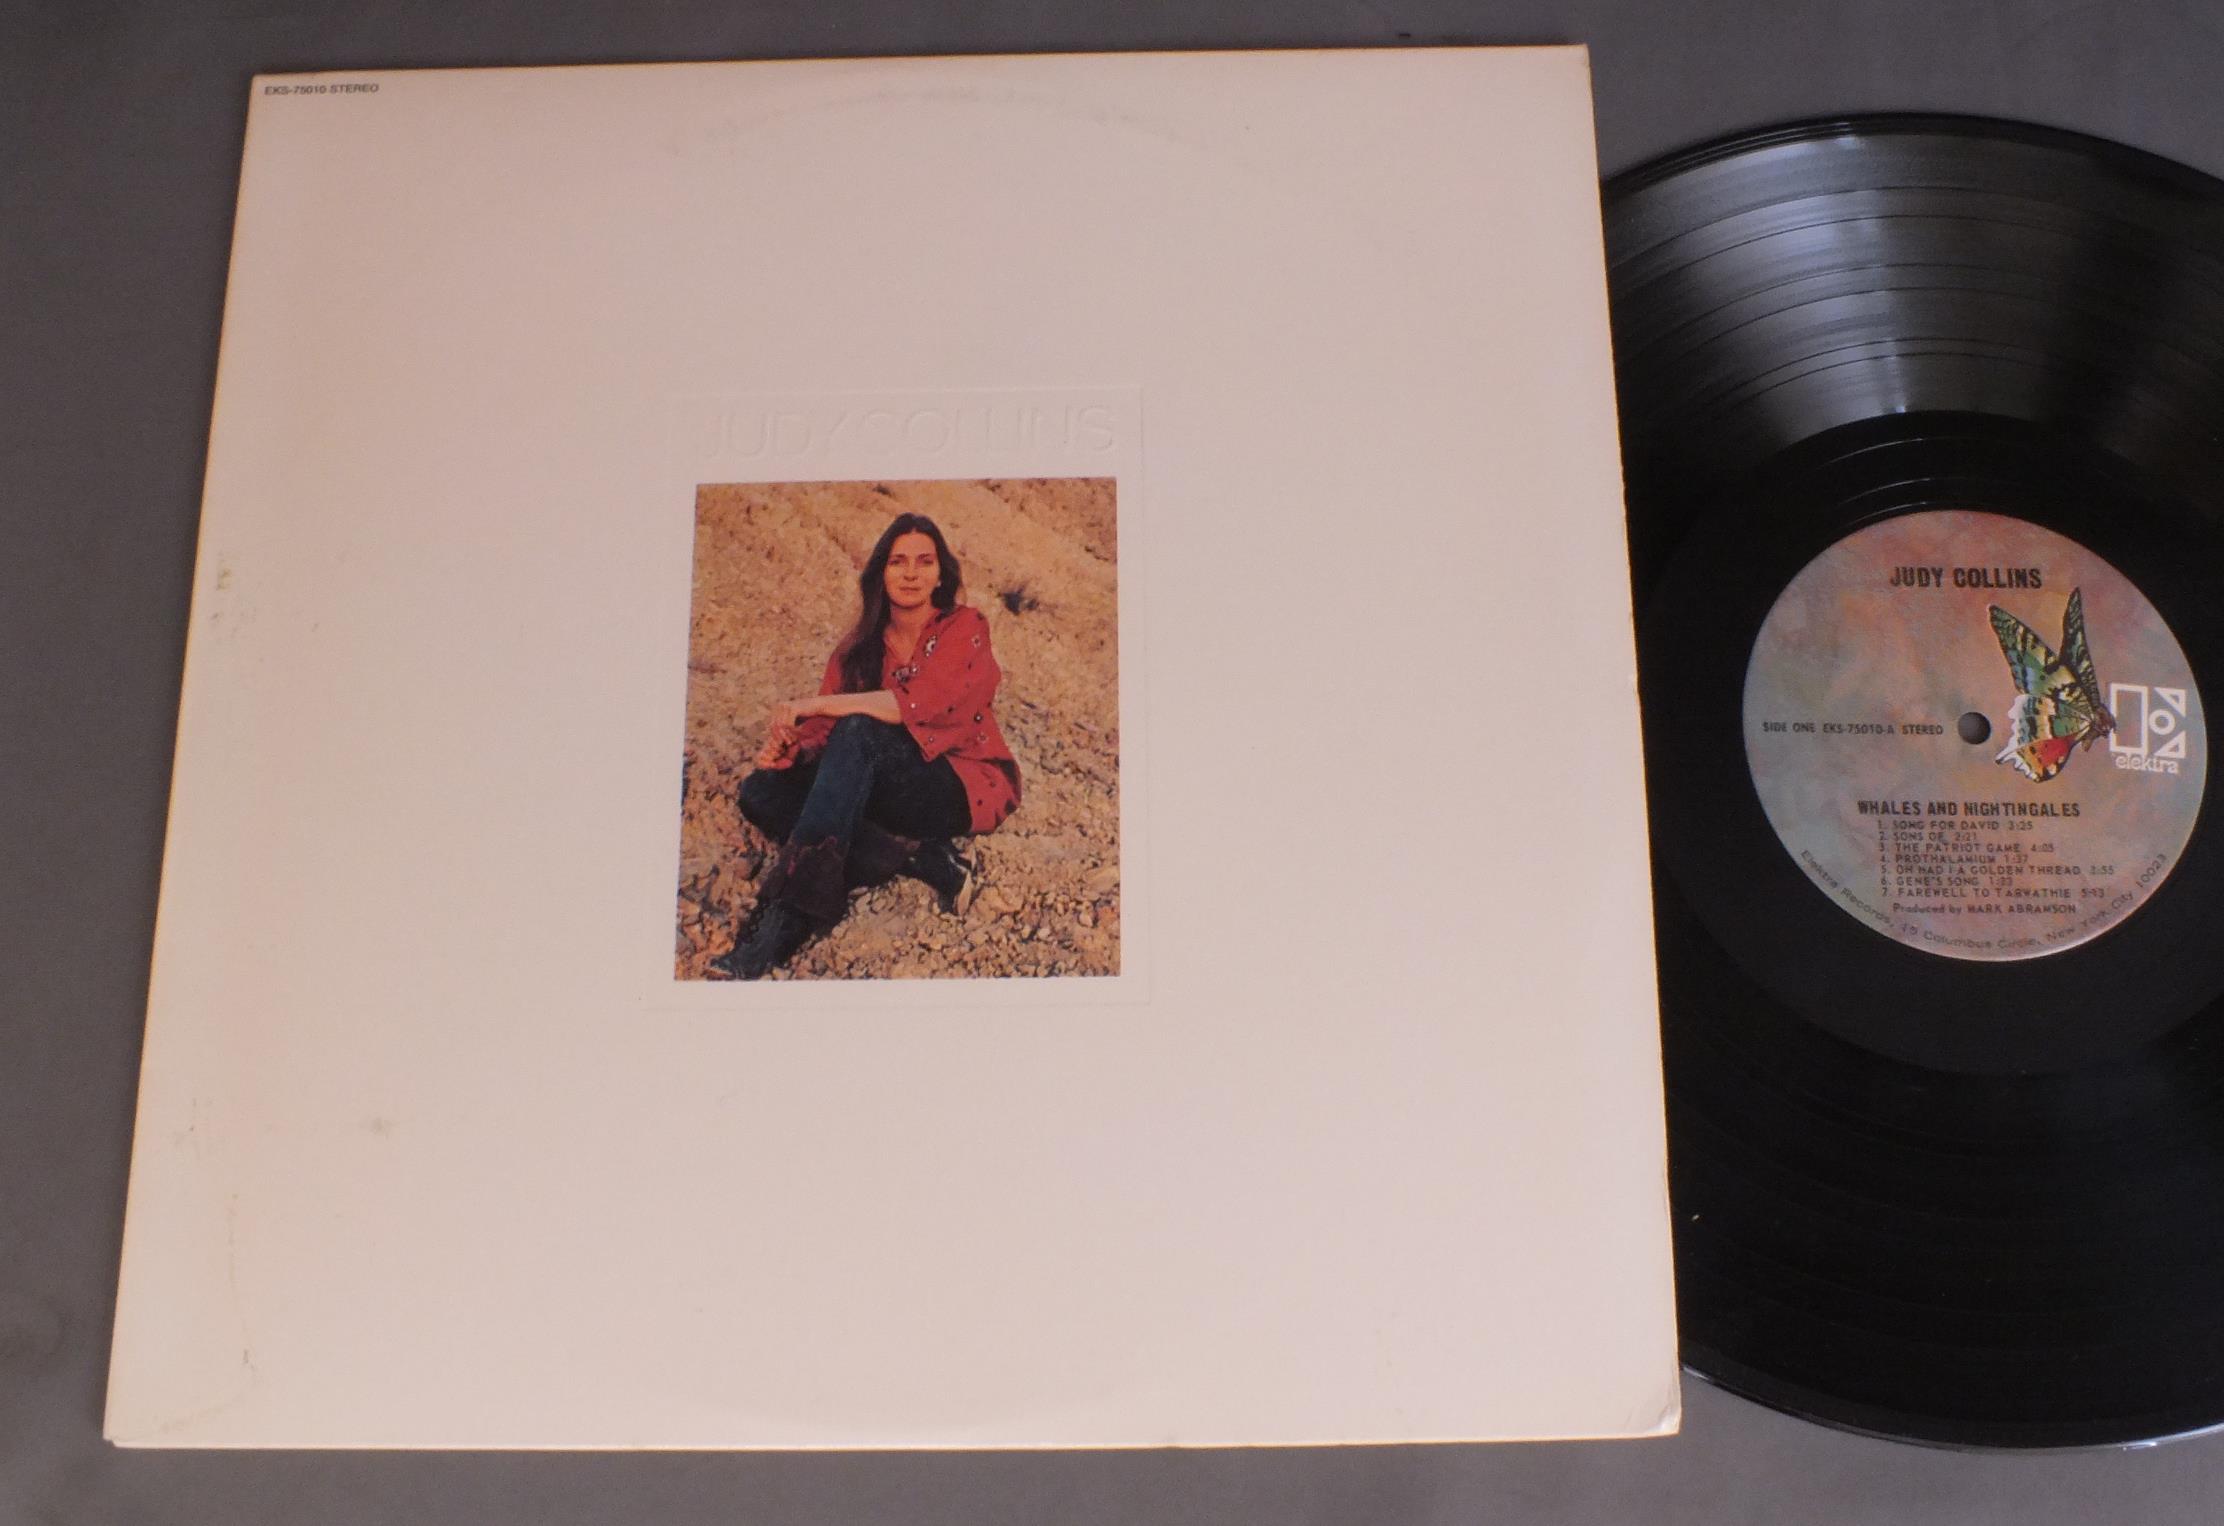 EKS-75010 STEREO
JUDY COLLINS
JUDY COLLINS
SIDE ONE EKS-75010-A STEREO
elektra
WHALES AND NIGHTINGALES
1. SONG FOR DAVID 3:25
2. SONS OF 2:21
3. THE PATRIOT GAME 4:05
4. PROTHALAMIUM 1:37
5. OH HAD I A GOLDEN THREAD 3:55
6. GENE'S SONG 1:23
7. FAREWELL TO TARWATHIE 5:13
Produced by MARK ABRAMSON
Elektra Records, 15 Columbus Circle, New York City 10023